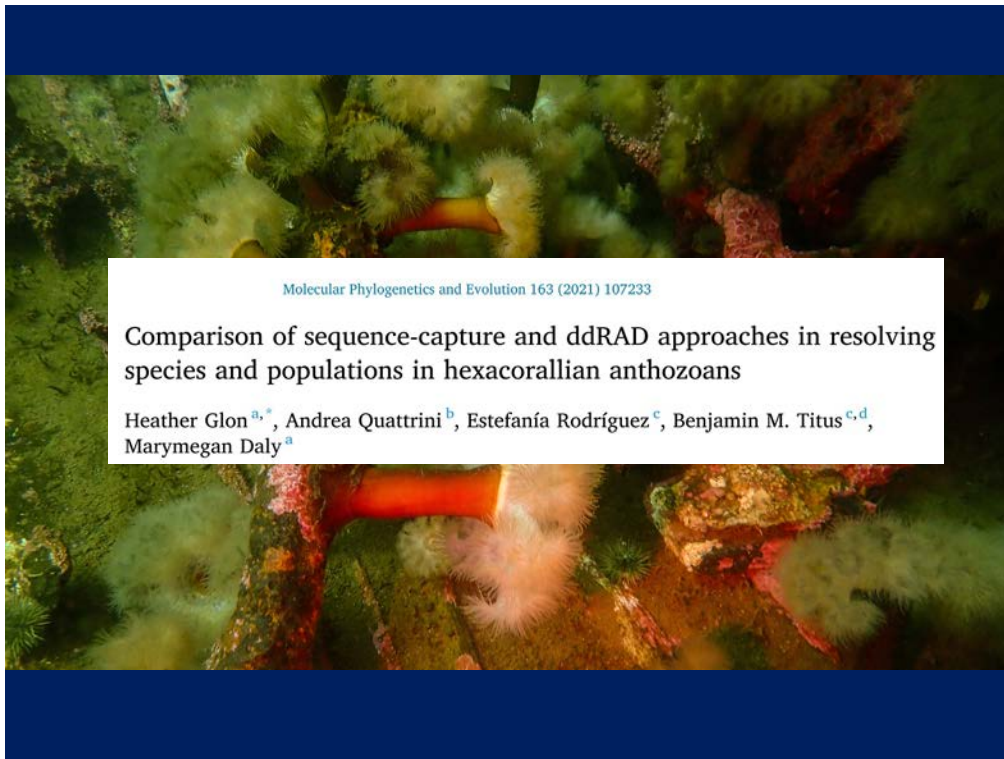 Molecular Phylogenetics and Evolution 163 (2021) 107233
Comparison of sequence-capture and ddRAD approaches in resolving
species and populations in hexacorallian anthozoans
Heather Glon a,*, Andrea Quattrini b, Estefanía Rodríguez c, Benjamin M. Titus c,d,
Marymegan Daly a